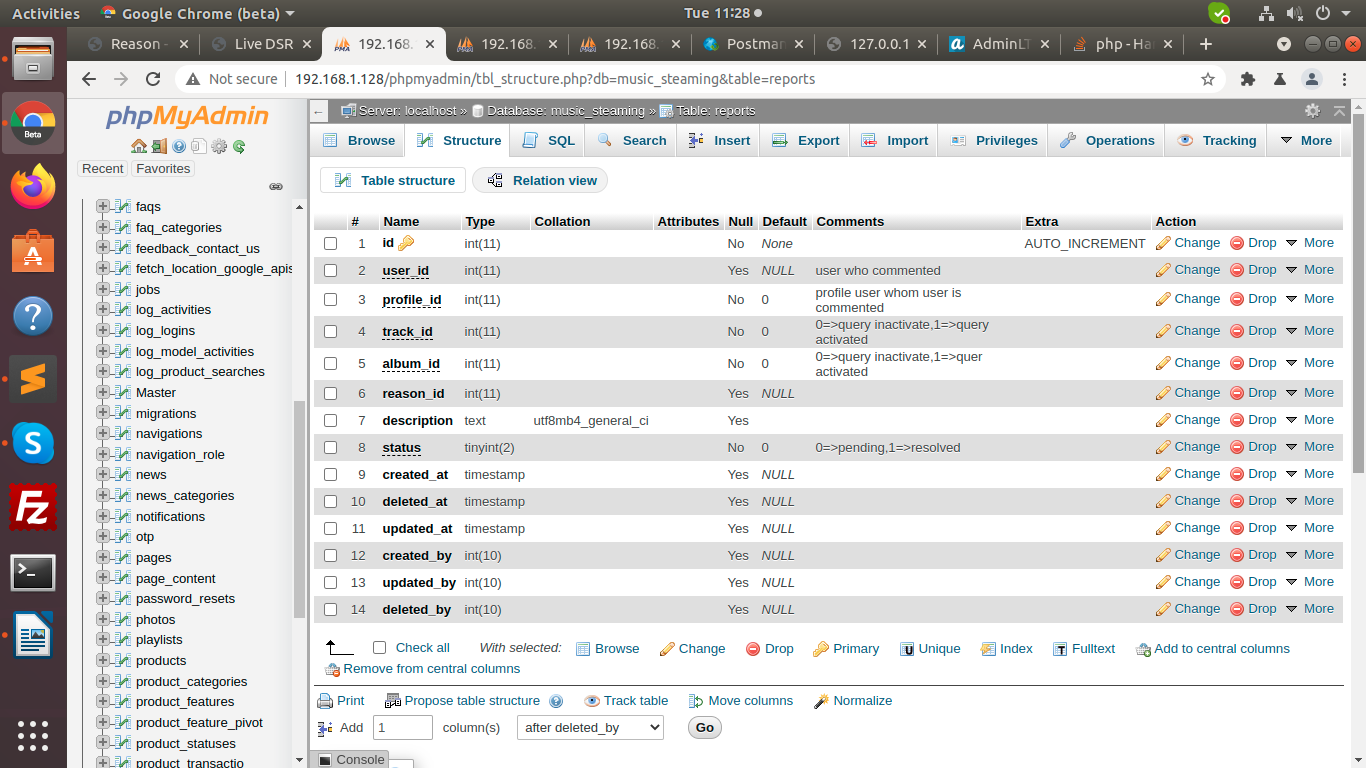 Activities Google Chrome (beta) Tue 11:28
Reason - Live DSR 192.168. 192.168. 192.168. Postman 127.0.0.1 AdminLT php - Ha
Not secure 192.168.1.128/phpmyadmin/tbl_structure.php?db=music_steaming&table=reports
phpMyAdmin
Recent Favorites
faqs
faq_categories
feedback_contact_us
fetch_location_google_apis
jobs
log_activities
log_logins
log_model_activities
log_product_searches
Master
migrations
navigations
navigation_role
news
news_categories
notifications
otp
pages
page_content
password_resets
photos
playlists
products
product_categories
product_features
product_feature_pivot
product_statuses
product_transactio
Server: localhost » Database: music_steaming » Table: reports
Browse Structure SQL Search Insert Export Import Privileges Operations Tracking More
Table structure Relation view
# Name Type Collation Attributes Null Default Comments Extra Action
1 id int(11) No None AUTO_INCREMENT Change Drop More
2 user_id int(11) Yes NULL user who commented Change Drop More
3 profile_id int(11) No 0 profile user whom user is commented Change Drop More
4 track_id int(11) No 0 0=>query inactivate,1=>query activated Change Drop More
5 album_id int(11) No 0 0=>query inactivate,1=>quer activated Change Drop More
6 reason_id int(11) Yes NULL Change Drop More
7 description text utf8mb4_general_ci Yes Change Drop More
8 status tinyint(2) No 0 0=>pending,1=>resolved Change Drop More
9 created_at timestamp Yes NULL Change Drop More
10 deleted_at timestamp Yes NULL Change Drop More
11 updated_at timestamp Yes NULL Change Drop More
12 created_by int(10) Yes NULL Change Drop More
13 updated_by int(10) Yes NULL Change Drop More
14 deleted_by int(10) Yes NULL Change Drop More
Check all With selected: Browse Change Drop Primary Unique Index Fulltext Add to central columns
Remove from central columns
Print Propose table structure Track table Move columns Normalize
Add 1 column(s) after deleted_by Go
Console